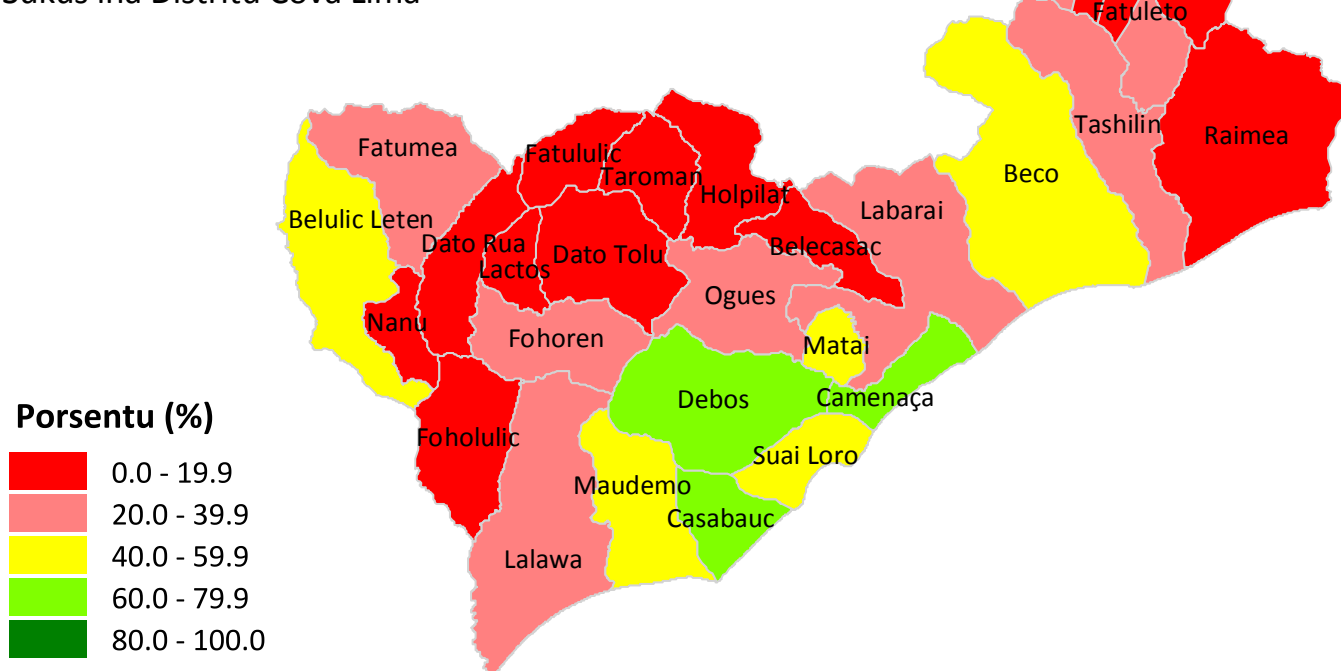 Fatuleto
Tashilin
Raimea
Fatumea
Fatululic
Taroman
Holpilat
Beco
Labarai
Belulic Leten
Dato Rua
Lactos
Dato Tolu
Belecasac
Ogues
Nanu
Fohoren
Matai
Debos
Camenaça
Foholulic
Suai Loro
Maudemo
Casabauc
Lalawa
Porsentu (%)
0.0 - 19.9
20.0 - 39.9
40.0 - 59.9
60.0 - 79.9
80.0 - 100.0